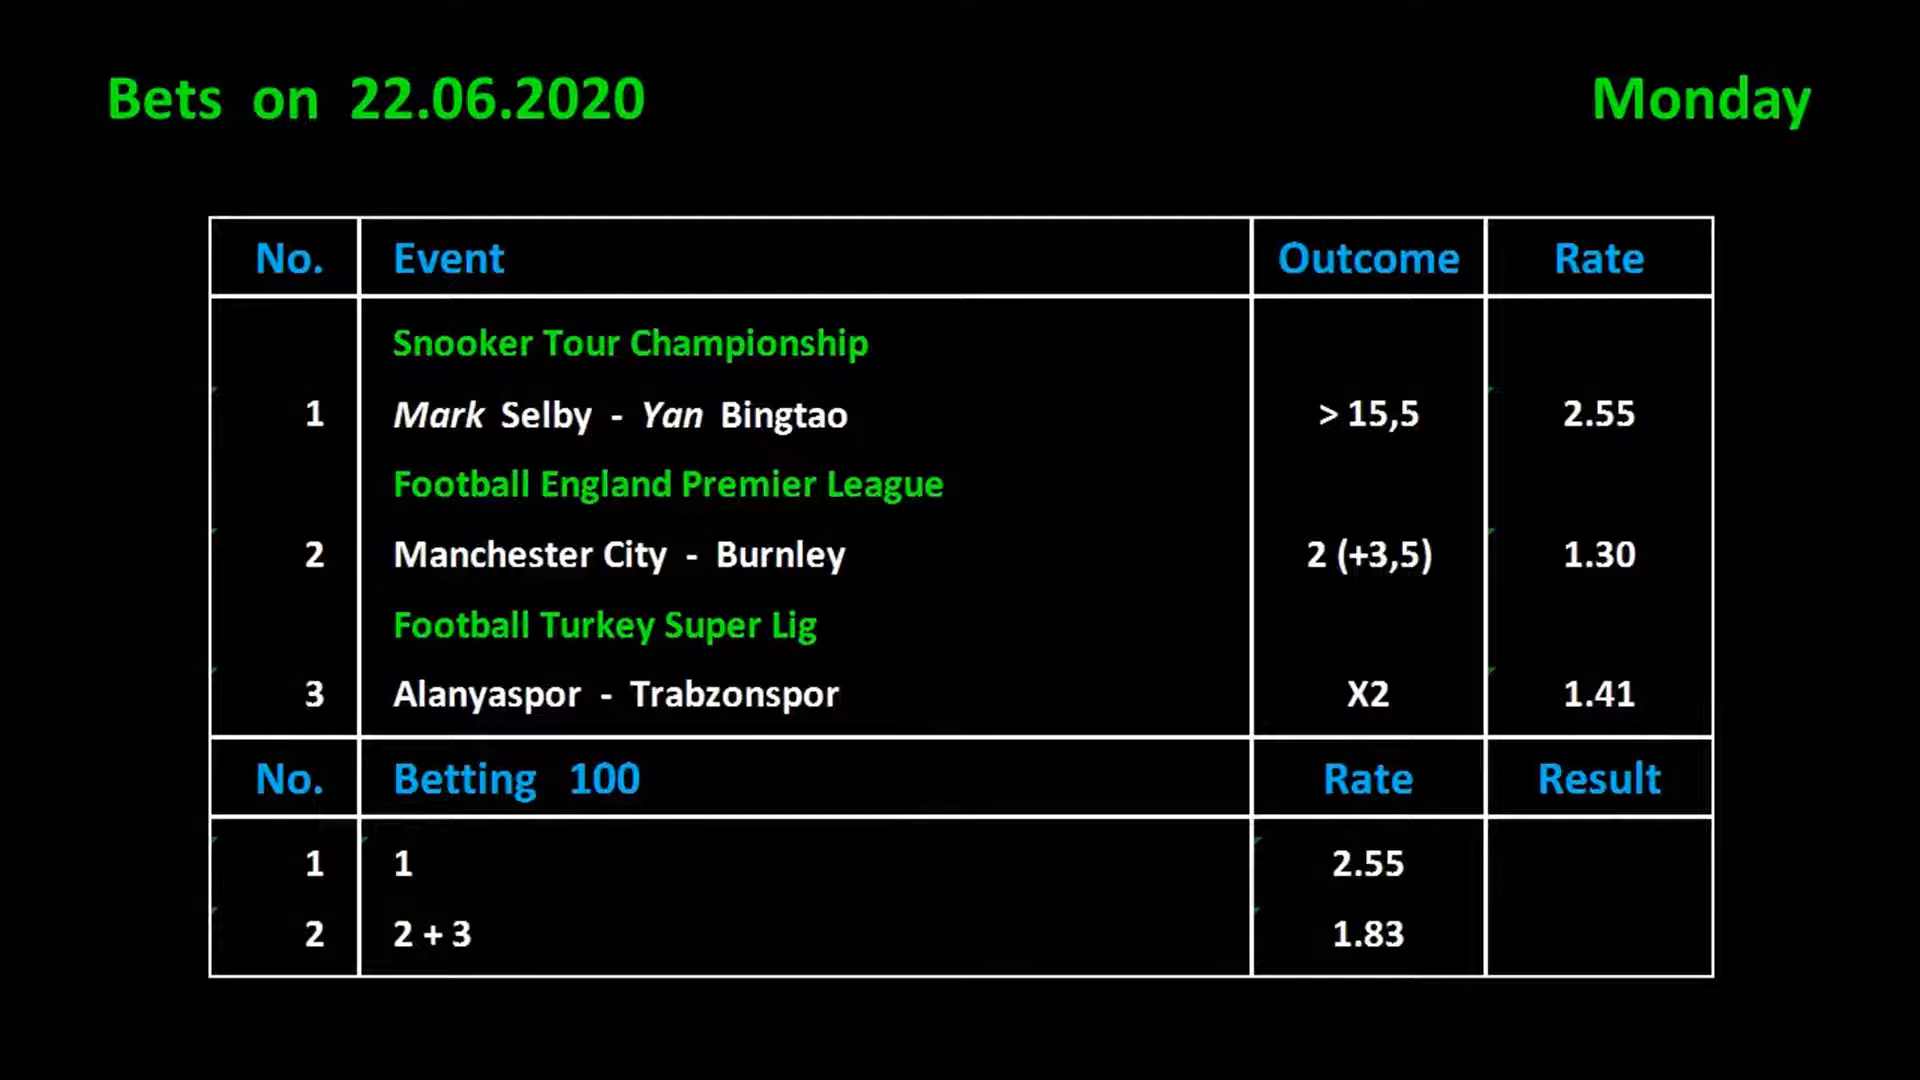 Bets on 22.06.2020 Monday
No. Event Outcome Rate
Snooker Tour Championship
1 Mark Selby - Yan Bingtao > 15,5 2.55
Football England Premier League
2 Manchester City - Burnley 2 (+3,5) 1.30
Football Turkey Super Lig
3 Alanyaspor - Trabzonspor X2 1.41
No. Betting 100 Rate Result
1 1 2.55
2 2 + 3 1.83